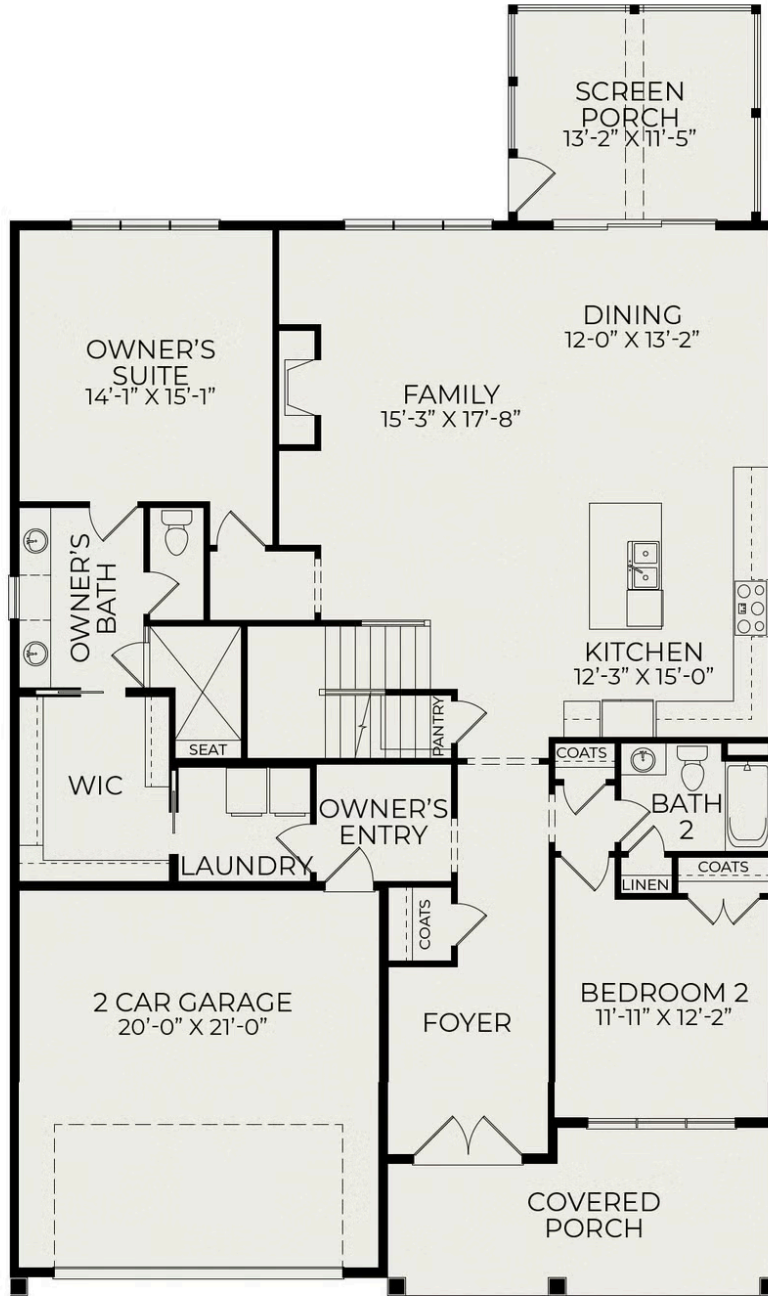 SCREEN
PORCH
13'-2” X 11'-5”
DINING
12-0” X 13'-2”
OWNER'S
SUITE
14'-1” X 15'-1”
FAMILY
15'-3” X 17'-8”
OWNER'S
BATH
KITCHEN
12'-3” X 15'-0”
PANTRY
SEAT
COATS
WIC
OWNER'S
ENTRY
BATH
2
LAUNDRY
COATS
LINEN
COATS
2 CAR GARAGE
20'-0” X 21'-0”
FOYER
BEDROOM 2
11'-11” X 12'-2”
COVERED
PORCH